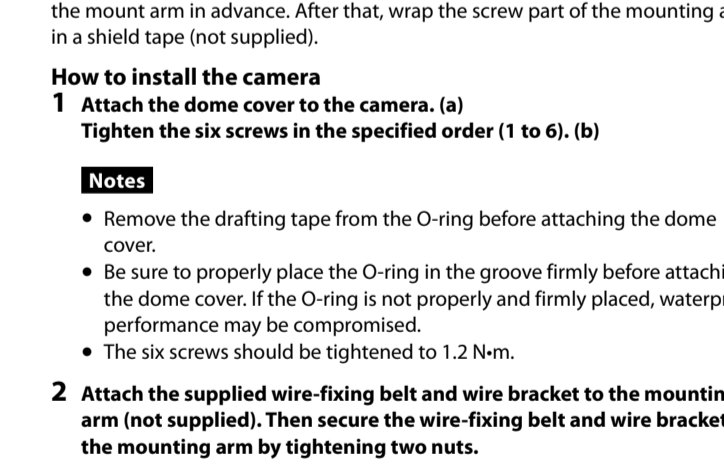 the mount arm in advance. After that, wrap the screw part of the mounting
in a shield tape (not supplied).
How to install the camera
1 Attach the dome cover to the camera. (a)
Tighten the six screws in the specified order (1 to 6). (b)
Notes
• Remove the drafting tape from the O-ring before attaching the dome
cover.
• Be sure to properly place the O-ring in the groove firmly before attachi
the dome cover. If the O-ring is not properly and firmly placed, waterp
performance may be compromised.
• The six screws should be tightened to 1.2 N•m.
2 Attach the supplied wire-fixing belt and wire bracket to the mountin
arm (not supplied). Then secure the wire-fixing belt and wire bracket
the mounting arm by tightening two nuts.